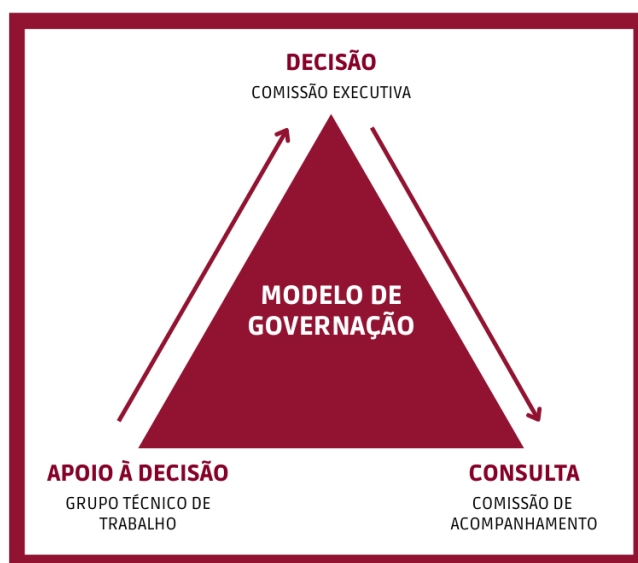 DECISÃO
COMISSÃO EXECUTIVA
MODELO DE
GOVERNAÇÃO
APOIO À DECISÃO
GRUPO TÉCNICO DE
TRABALHO
CONSULTA
COMISSÃO DE
ACOMPANHAMENTO